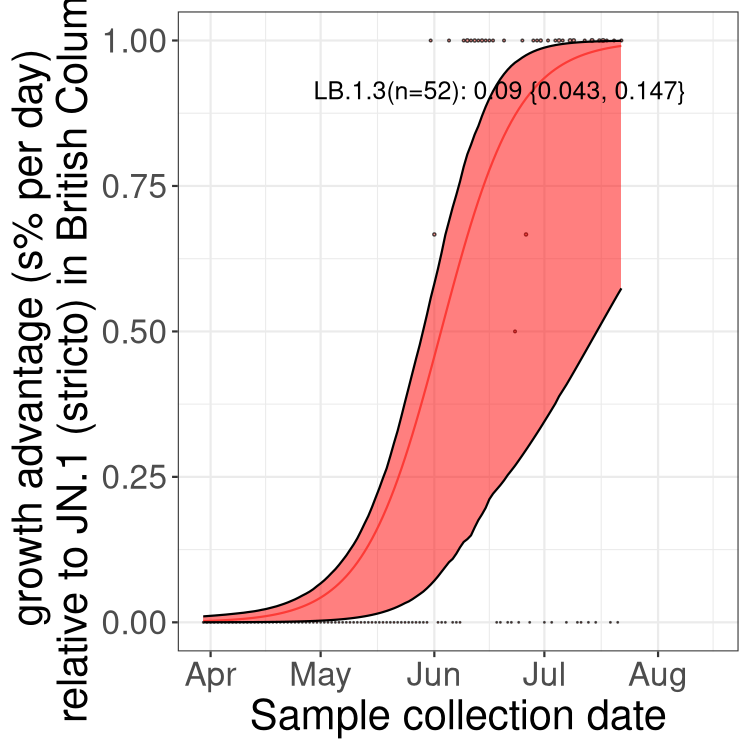 growth advantage (s% per day)
relative to JN.1 (stricto) in British Colum
1.00
0.75
0.50
0.25
0.00
LB.1.3(n=52): 0.09 {0.043, 0.147}
Apr May Jun Jul Aug
Sample collection date